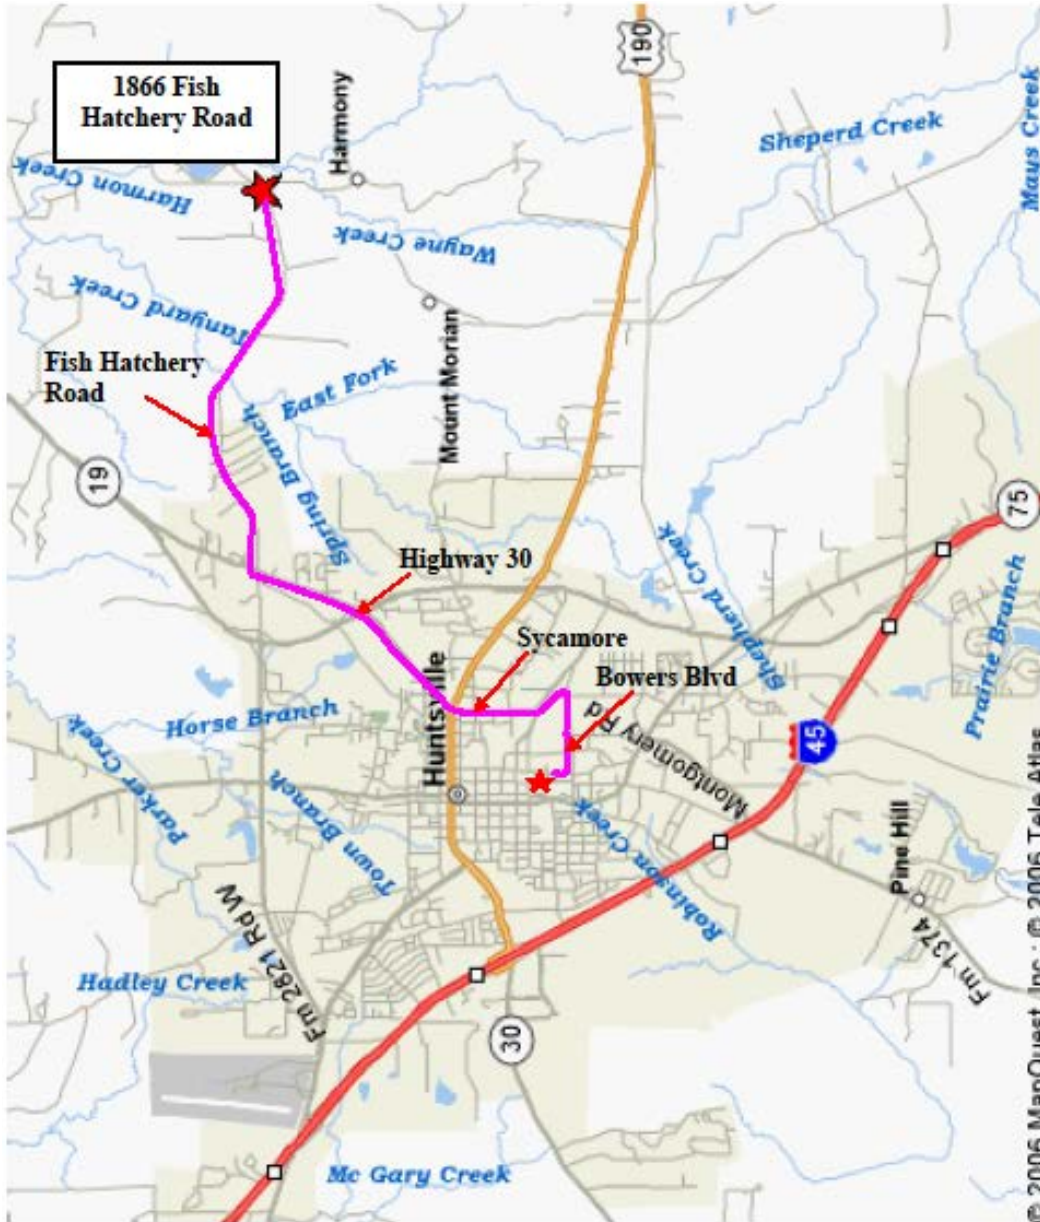 1866 Fish
Hatchery Road
190
Harmony
Sheperd Creek
Mays Creek
Harmon Creek
Wayne Creek
Tanyard Creek
Mount Morian
Fish Hatchery
Road
East Fork
Spring Branch
19
75
Highway 30
Shepherd Creek
Prairie Branch
Sycamore
Bowers Blvd
Huntsville
Montgomery Rd
45
Horse Branch
Parker Creek
Town Branch
Robinson Creek
Pine Hill
Fm 2821 Rd W
Fm 1374
Hadley Creek
30
Mc Gary Creek
© 2006 MapQuest, Inc.; © 2006 Tele Atlas